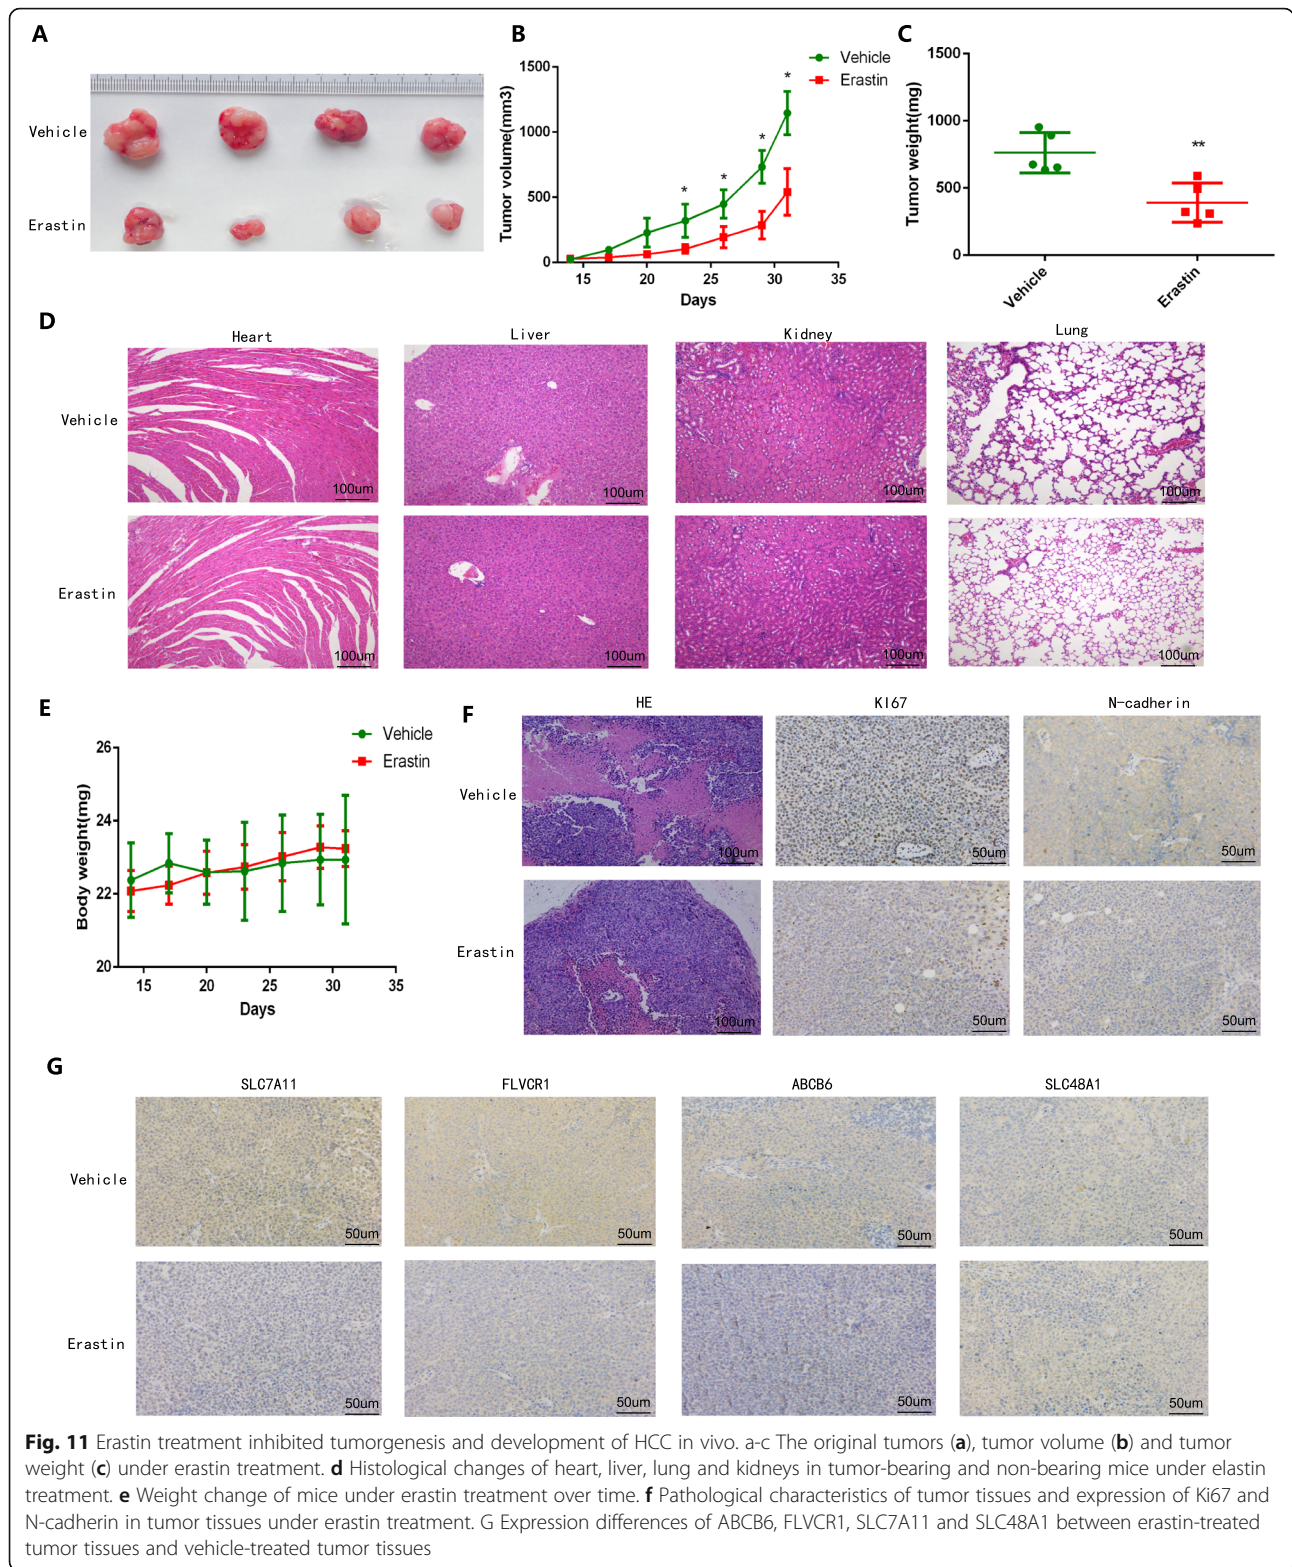 A
B
C
Vehicle
Erastin
Tumor volume(mm3)
1500
1000
500
0
15 20 25 30 35
Days
Vehicle
Erastin
* * * *
*
Tumor weight(mg)
1500
1000
500
0
**
Vehicle
Erastin
D
Heart Liver Kidney Lung
Vehicle
100um 100um 100um 100um
Erastin
100um 100um 100um 100um
E
Vehicle
Erastin
Body weight(mg)
26
24
22
20
15 20 25 30 35
Days
F
HE KI67 N-cadherin
Vehicle
100um 50um 50um
Erastin
100um 50um 50um
G
SLC7A11 FLVCR1 ABCB6 SLC48A1
Vehicle
50um 50um 50um 50um
Erastin
50um 50um 50um 50um
Fig. 11 Erastin treatment inhibited tumorgenesis and development of HCC in vivo. a-c The original tumors (a), tumor volume (b) and tumor
weight (c) under erastin treatment. d Histological changes of heart, liver, lung and kidneys in tumor-bearing and non-bearing mice under elastin
treatment. e Weight change of mice under erastin treatment over time. f Pathological characteristics of tumor tissues and expression of Ki67 and
N-cadherin in tumor tissues under erastin treatment. G Expression differences of ABCB6, FLVCR1, SLC7A11 and SLC48A1 between erastin-treated
tumor tissues and vehicle-treated tumor tissues